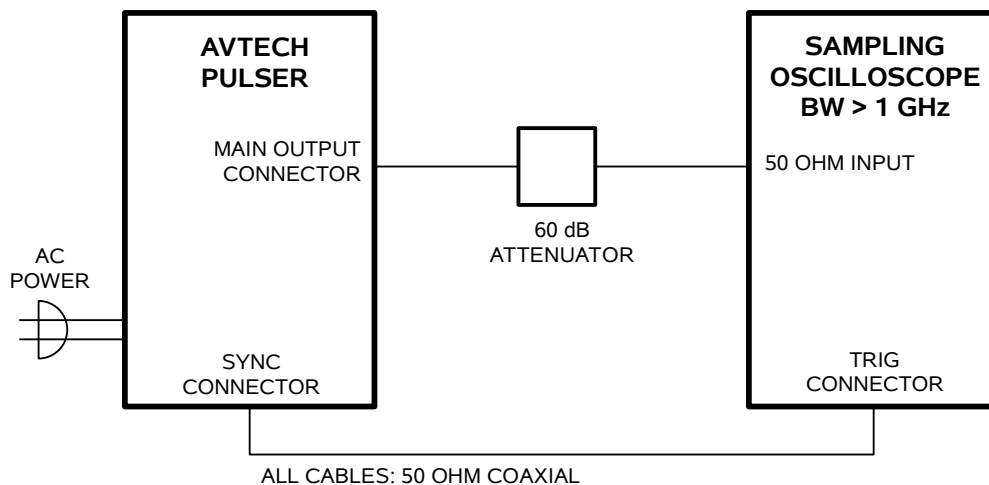 AVTECH
PULSER
MAIN OUTPUT
CONNECTOR
AC
POWER
SYNC
CONNECTOR
60 dB
ATTENUATOR
SAMPLING
OSCILLOSCOPE
BW > 1 GHz
50 OHM INPUT
TRIG
CONNECTOR
ALL CABLES: 50 OHM COAXIAL